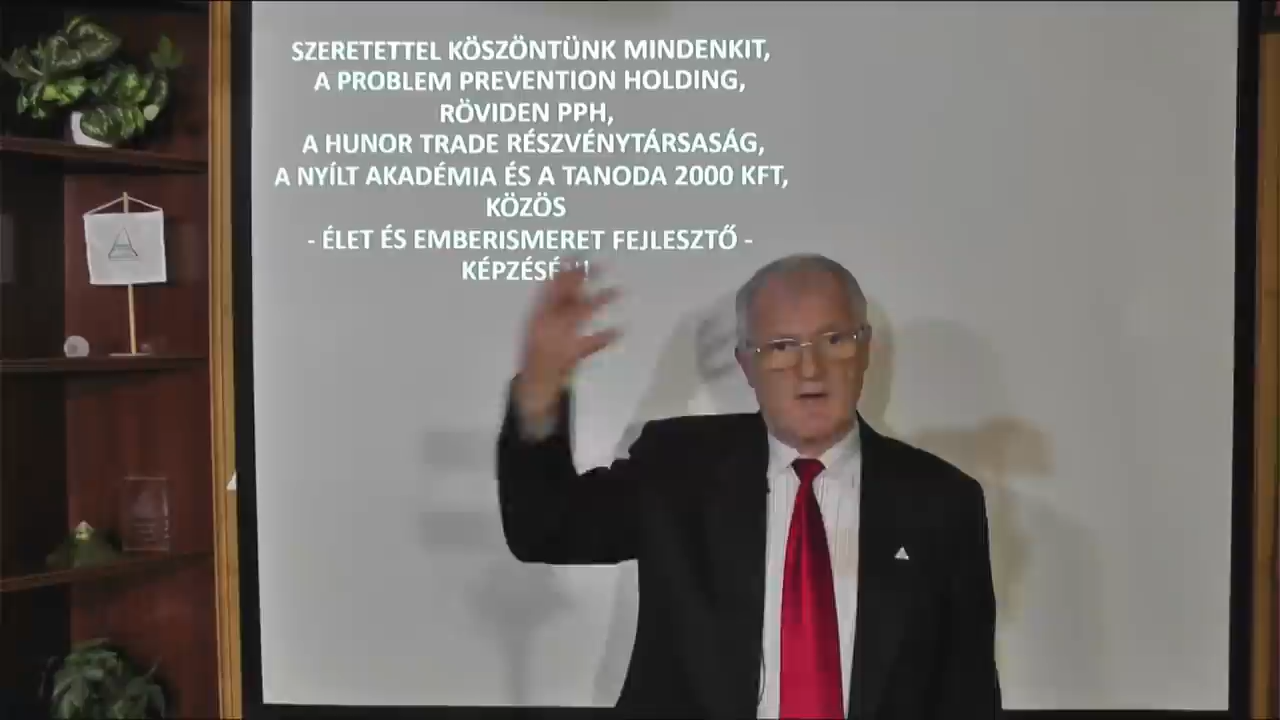 SZERETETTEL KÖSZÖNTÜNK MINDENKIT,
A PROBLEM PREVENTION HOLDING,
RÖVIDEN PPH,
A HUNOR TRADE RÉSZVÉNYTÁRSASÁG,
A NYÍLT AKADÉMIA ÉS A TANODA 2000 KFT,
KÖZÖS
- ÉLET ÉS EMBERISMERET FEJLESZTŐ -